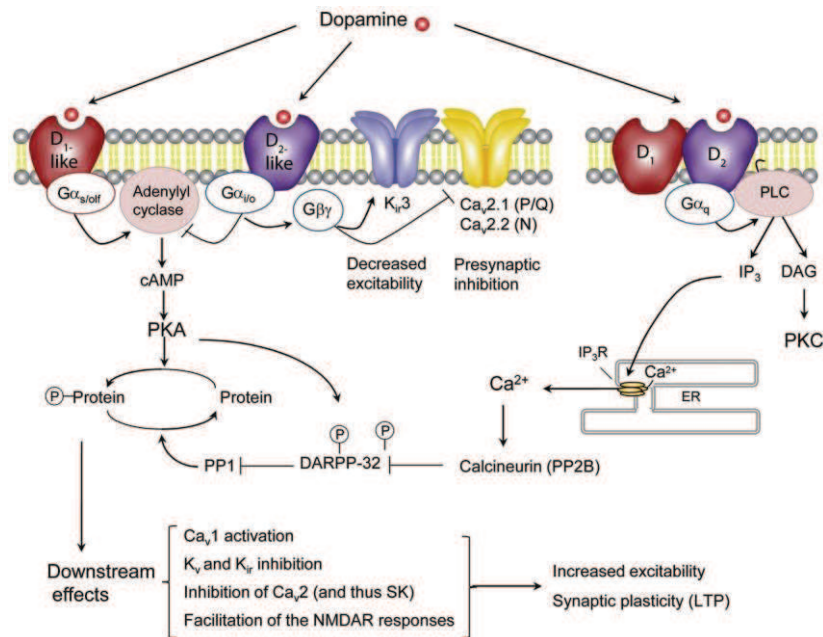 Dopamine
D1-
like
D2-
like
D1
D2
Gαs/olf
Adenylyl
cyclase
Gαi/o
Gβγ
Kir3
Cav2.1 (P/Q)
Cav2.2 (N)
Gαq
PLC
Decreased
excitability
Presynaptic
inhibition
cAMP
IP3
DAG
PKA
PKC
IP3R
Ca2+
ER
Ca2+
P
Protein
Protein
P
P
PP1
DARPP-32
Calcineurin (PP2B)
Downstream
effects
Cav1 activation
Kv and Kir inhibition
Inhibition of Cav2 (and thus SK)
Facilitation of the NMDAR responses
Increased excitability
Synaptic plasticity (LTP)